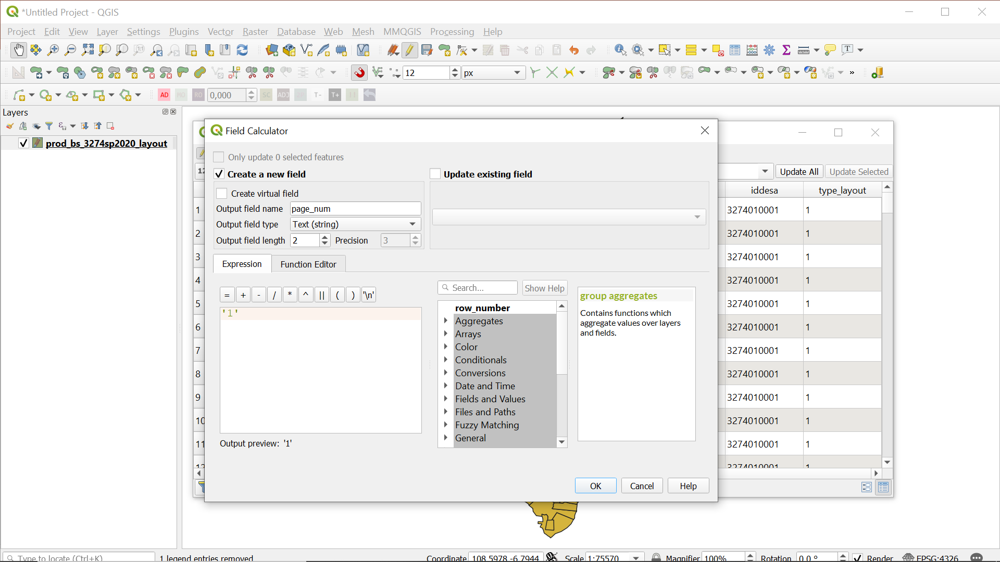 *Untitled Project - QGIS
Project Edit View Layer Settings Plugins Vector Raster Database Web Mesh MMQGIS Processing Help
12 px
AD MO RO 0,000 SC ADJ 2P T- T+
Layers
prod_bs_3274sp2020_layout
Field Calculator
Only update 0 selected features
Create a new field
Update existing field
Create virtual field
Output field name page_num
Output field type Text (string)
Output field length 2 Precision 3
Expression Function Editor
= + - / * ^ || ( ) '\n'
'1'
Output preview: '1'
Search... Show Help
row_number
Aggregates
Arrays
Color
Conditionals
Conversions
Date and Time
Fields and Values
Files and Paths
Fuzzy Matching
General
group aggregates
Contains functions which
aggregate values over layers
and fields.
OK Cancel Help
Update All Update Selected
iddesa type_layout
1 3274010001 1
2 3274010001 1
3 3274010001 1
4 3274010001 1
5 3274010001 1
6 3274010001 1
7 3274010001 1
8 3274010001 1
9 3274010001 1
10 3274010001 1
11 3274010001 1
12 3274010001 1
Type to locate (Ctrl+K) 1 legend entries removed Coordinate 108.5978,-6.7944 Scale 1:75570 Magnifier 100% Rotation 0,0 ° Render EPSG:4326